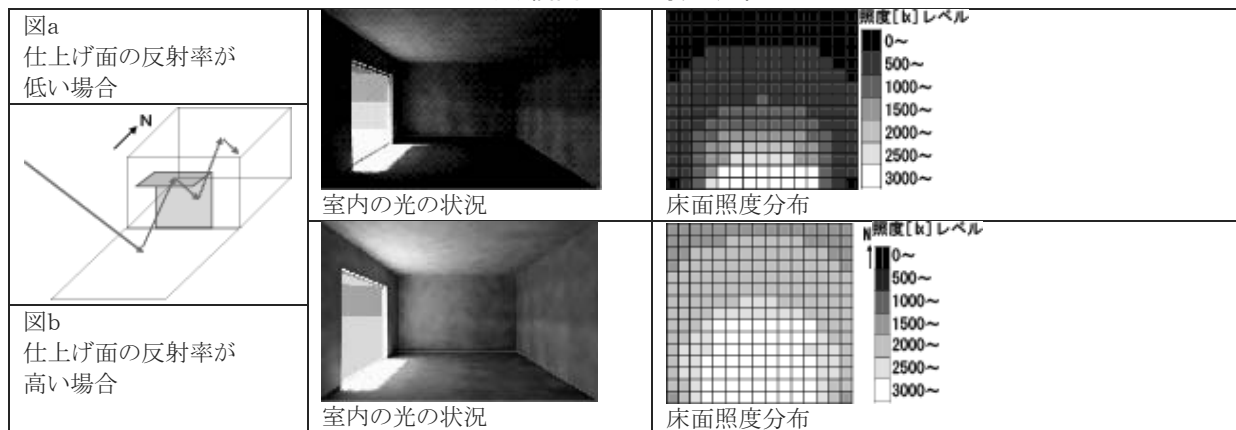 図a
仕上げ面の反射率が
低い場合
N
室内の光の状況
照度[lx]レベル
0~
500~
1000~
1500~
2000~
2500~
3000~
床面照度分布
図b
仕上げ面の反射率が
高い場合
室内の光の状況
N
照度[lx]レベル
0~
500~
1000~
1500~
2000~
2500~
3000~
床面照度分布